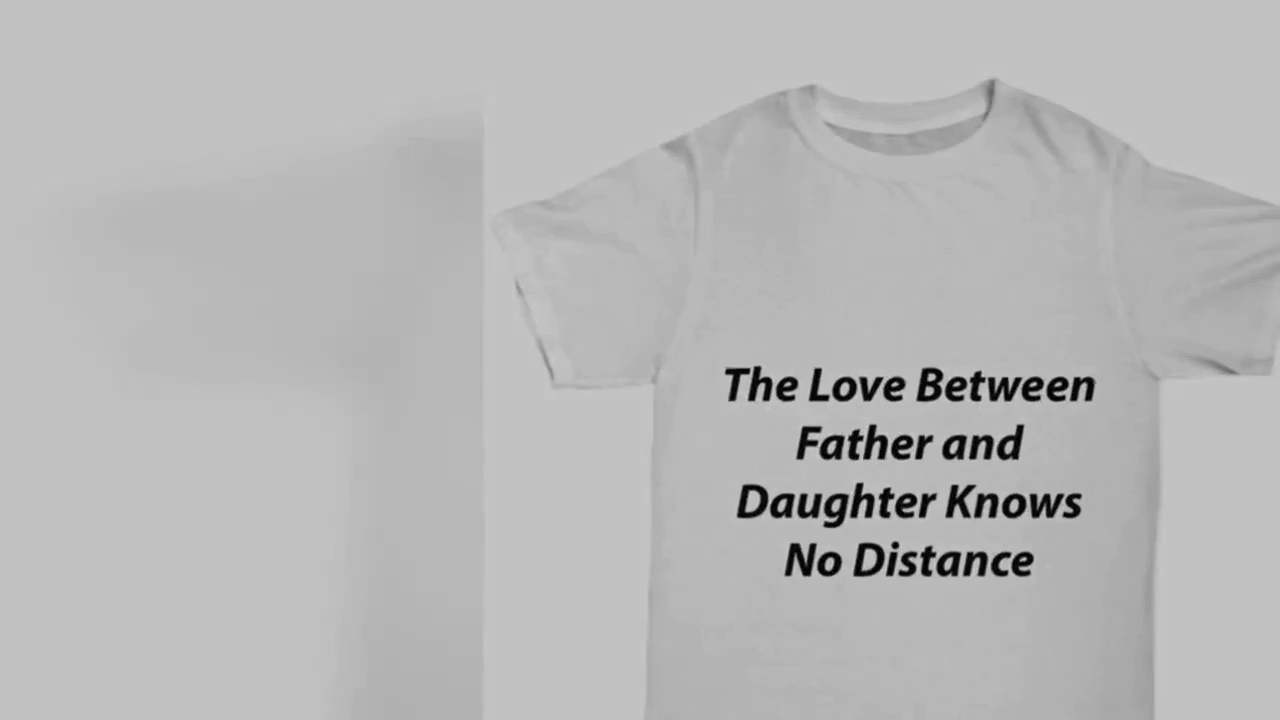 The Love Between
Father and
Daughter Knows
No Distance